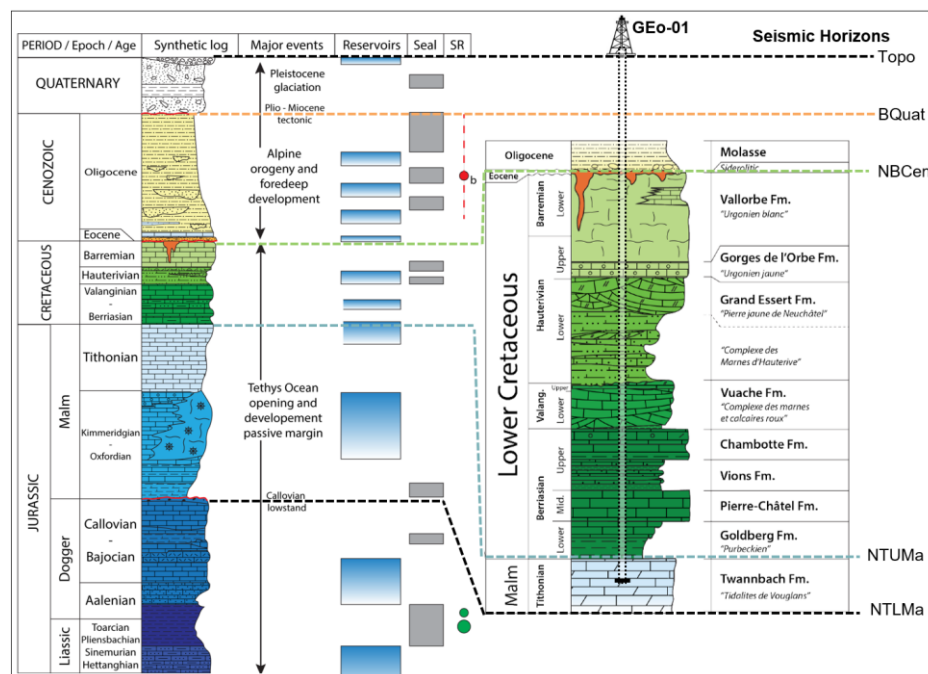 GEo-01
Seismic Horizons
PERIOD / Epoch / Age
Synthetic log
Major events
Reservoirs
Seal
SR
Topo
QUATERNARY
Pleistocene
glaciation
Plio - Miocene
tectonic
BQuat
CENOZOIC
Oligocene
Eocene
Alpine
orogeny and
foredeep
development
b
CRETACEOUS
Barremian
Hauterivian
Valanginian
-
Berriasian
JURASSIC
Malm
Tithonian
Kimmeridgian
-
Oxfordian
Tethys Ocean
opening and
developement
passive margin
Callovian
lowstand
Dogger
Callovian
-
Bajocian
Aalenian
Liassic
Toarcian
Pliensbachian
Sinemurian
Hettanghian
Oligocene
Eocene
Molasse
Siderolitic
NBCen
Lower Cretaceous
Barremian
Lower
Vallorbe Fm.
"Urgonien blanc"
Upper
Gorges de l'Orbe Fm.
"Urgonien jaune"
Hauterivian
Lower
Grand Essert Fm.
"Pierre jaune de Neuchâtel"
"Complexe des
Marnes d'Hauterive"
Valang.
Upper
Lower
Vuache Fm.
"Complexe des marnes
et calcaires roux"
Berriasian
Upper
Chambotte Fm.
Vions Fm.
Mid.
Pierre-Châtel Fm.
Lower
Goldberg Fm.
"Purbeckien"
NTUMa
Malm
Tithonian
Twannbach Fm.
"Tidalites de Vouglans"
NTLMa